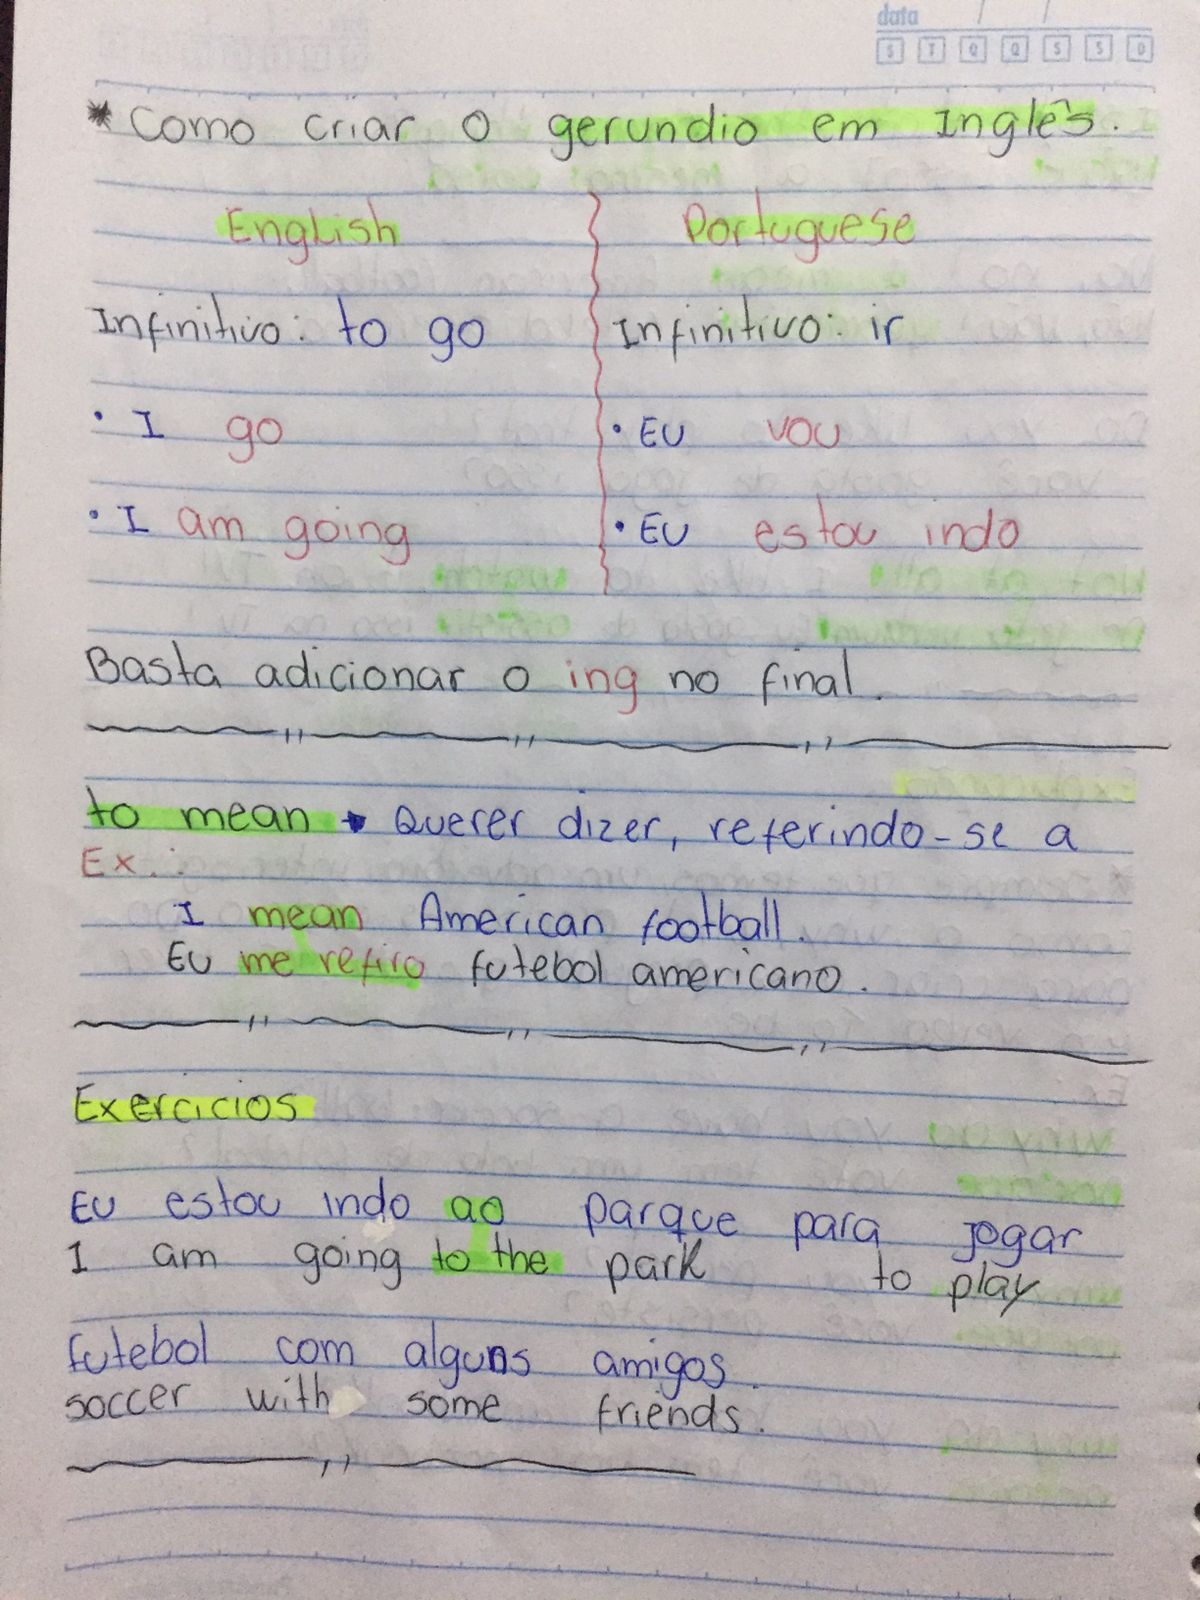 data / /
S T Q Q S S D
* Como criar o gerundio em Inglês.
English Portuguese
Infinitivo: to go Infinitivo: ir
• I go • Eu vou
• I am going • Eu estou indo
Basta adicionar o ing no final.
to mean → Querer dizer, referindo-se a
Ex.:
I mean American football.
Eu me refiro futebol americano.
Exercicios
Eu estou indo ao parque para jogar
I am going to the park to play
futebol com alguns amigos.
soccer with some friends.